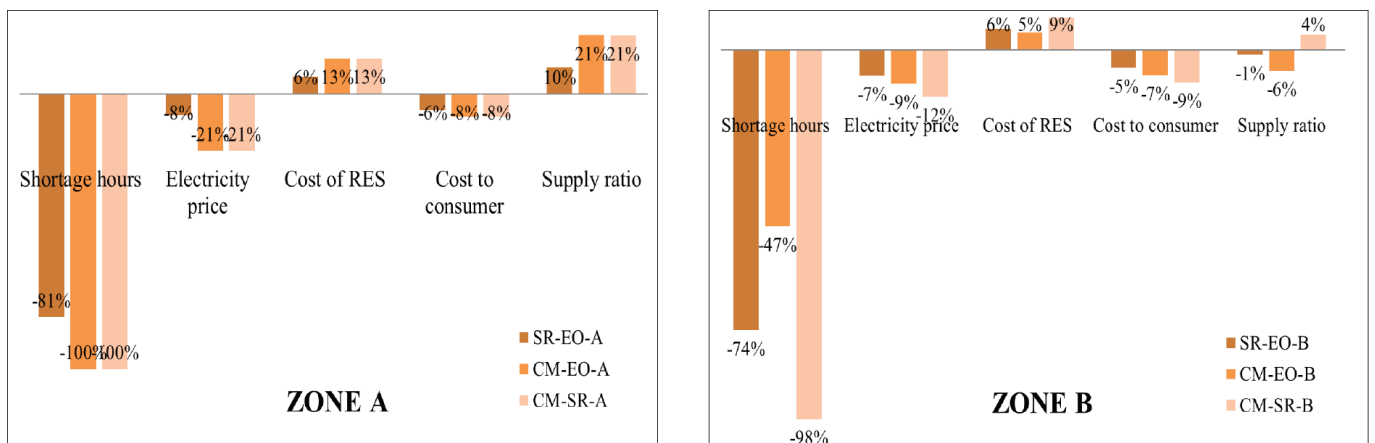 6%
13%
13%
10%
21%
21%
-8%
-21%
-21%
-6%
-8%
-8%
Shortage hours
Electricity
price
Cost of RES
Cost to
consumer
Supply ratio
-81%
-100%
-100%
SR-EO-A
CM-EO-A
CM-SR-A
ZONE A
6%
5%
9%
4%
-7%
-9%
-12%
-5%
-7%
-9%
-1%
-6%
Shortage hours
Electricity price
Cost of RES
Cost to consumer
Supply ratio
-47%
-74%
-98%
SR-EO-B
CM-EO-B
CM-SR-B
ZONE B